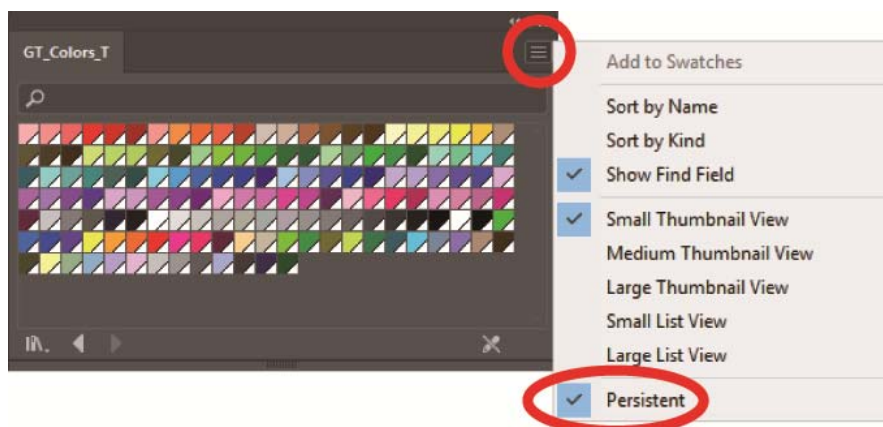 GT_Colors_T
Add to Swatches
Sort by Name
Sort by Kind
Show Find Field
Small Thumbnail View
Medium Thumbnail View
Large Thumbnail View
Small List View
Large List View
Persistent